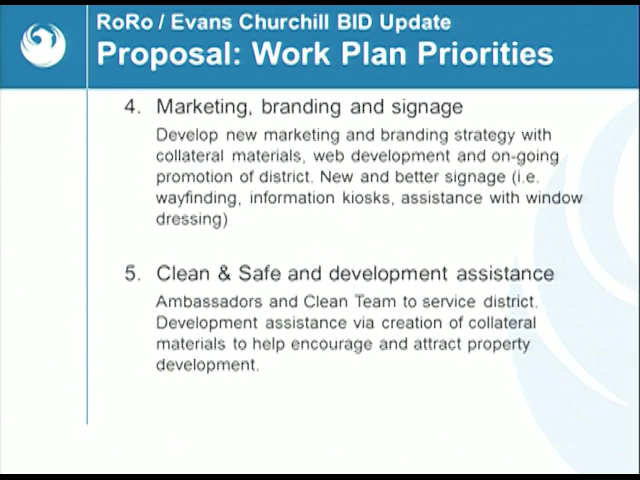 RoRo / Evans Churchill BID Update
Proposal: Work Plan Priorities
4. Marketing, branding and signage
Develop new marketing and branding strategy with
collateral materials, web development and on-going
promotion of district. New and better signage (i.e.
wayfinding, information kiosks, assistance with window
dressing)
5. Clean & Safe and development assistance
Ambassadors and Clean Team to service district.
Development assistance via creation of collateral
materials to help encourage and attract property
development.